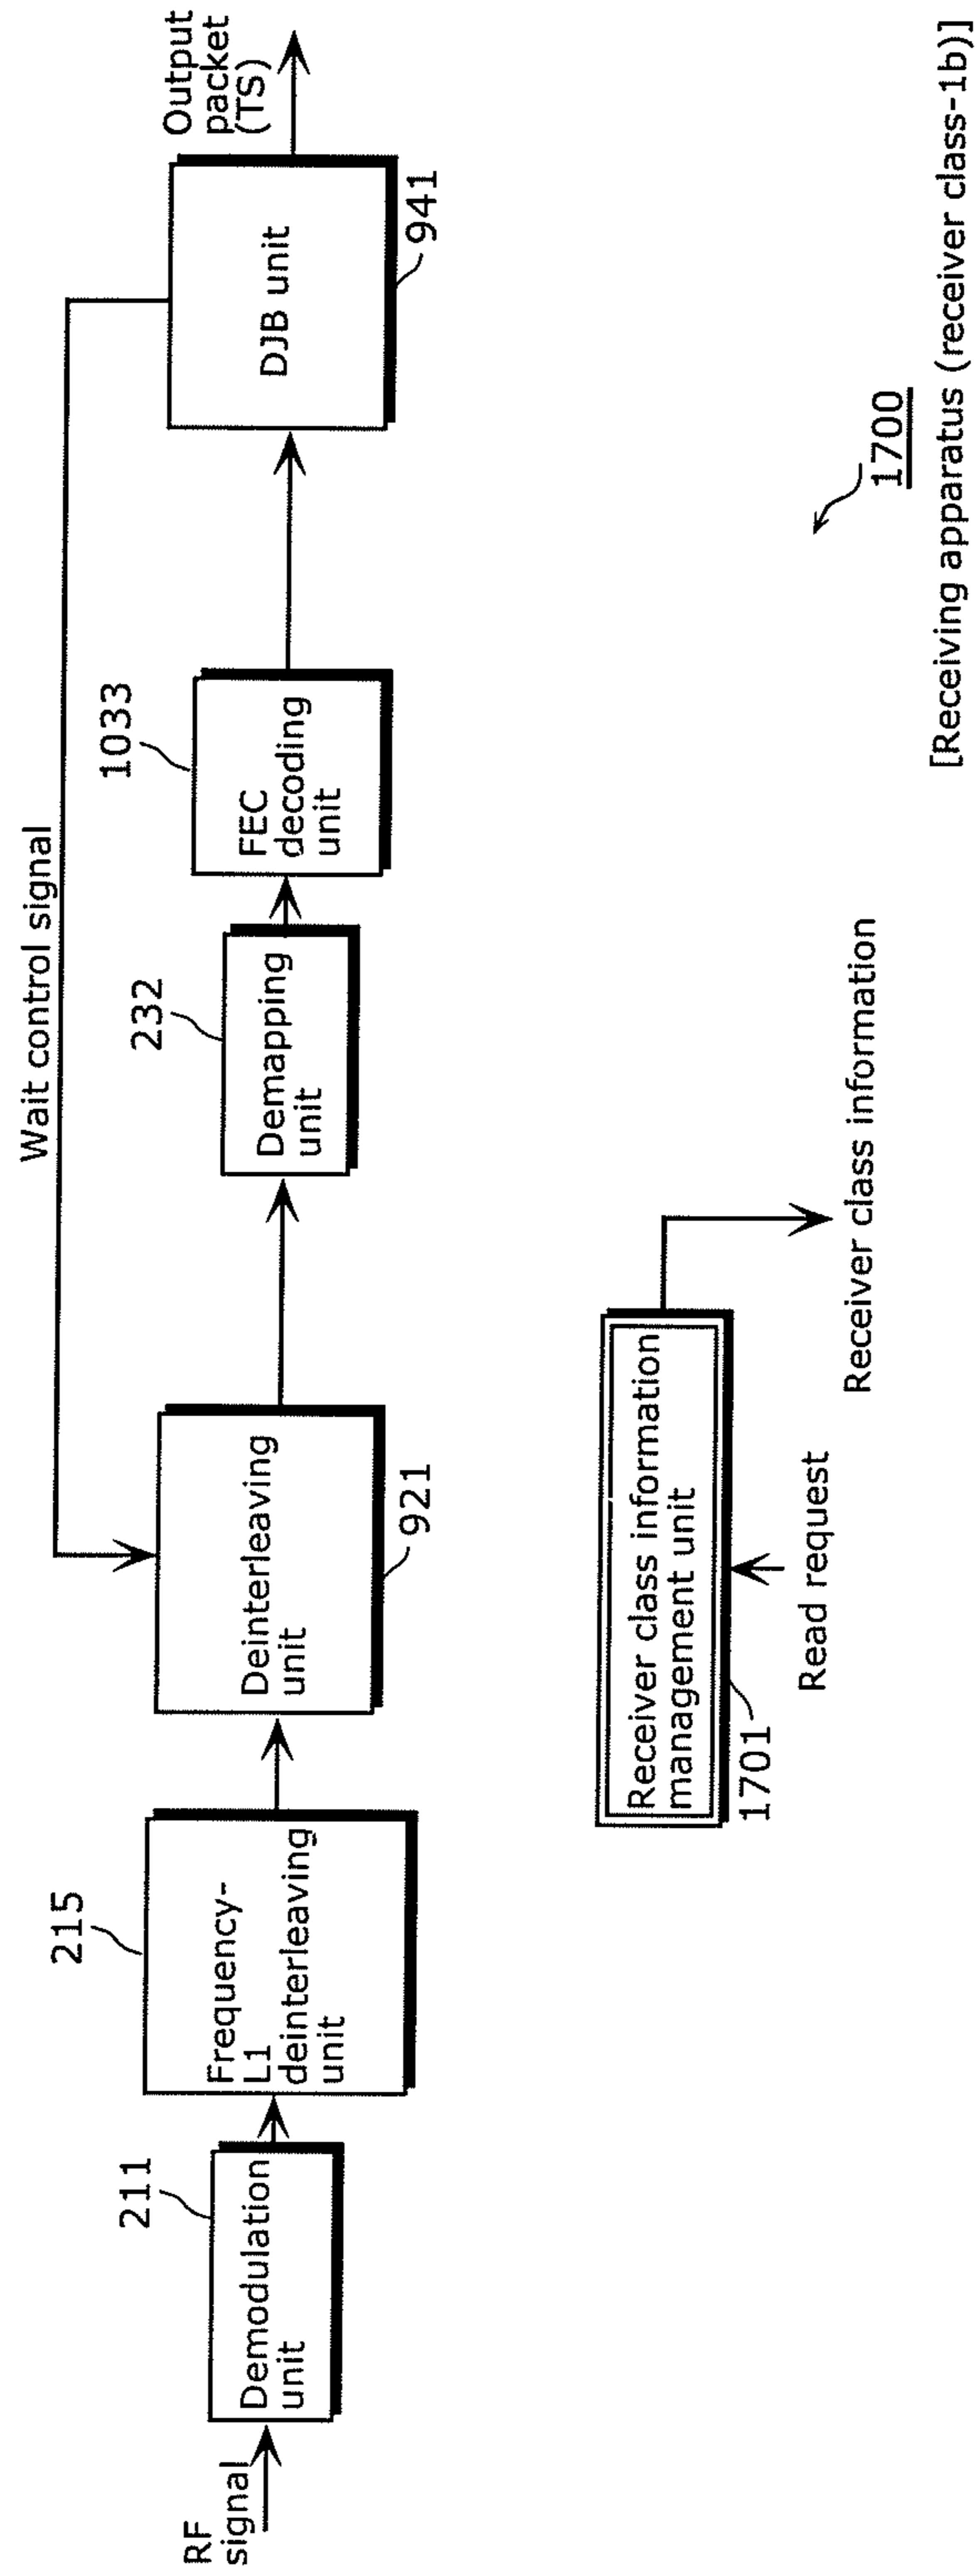 RF
signal
211
Demodulation
unit
215
Frequency-
L1
deinterleaving
unit
Deinterleaving
unit
921
Wait control signal
232
Demapping
unit
1033
FEC
decoding
unit
DJB unit
941
Output
packet
(TS)
Receiver class information
management unit
1701
Read request
Receiver class information
1700
[Receiving apparatus (receiver class-1b)]